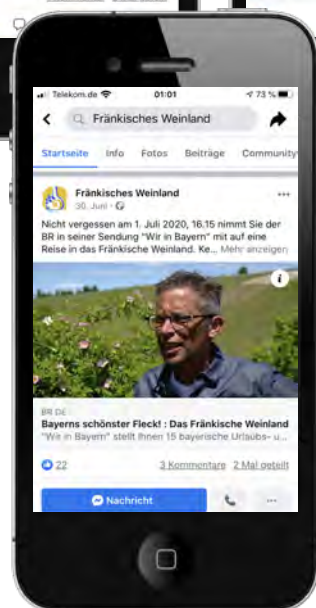 Telekom.de 01:01 73 %
Fränkisches Weinland
Startseite Info Fotos Beiträge Community
Fränkisches Weinland
30. Juni
Nicht vergessen am 1. Juli 2020, 16.15 nimmt Sie der
BR in seiner Sendung "Wir in Bayern" mit auf eine
Reise in das Fränkische Weinland. Ke... Mehr anzeigen
BR.DE
Bayerns schönster Fleck! : Das Fränkische Weinland
"Wir in Bayern" stellt Ihnen 15 bayerische Urlaubs- u...
22 3 Kommentare 2 Mal geteilt
Nachricht